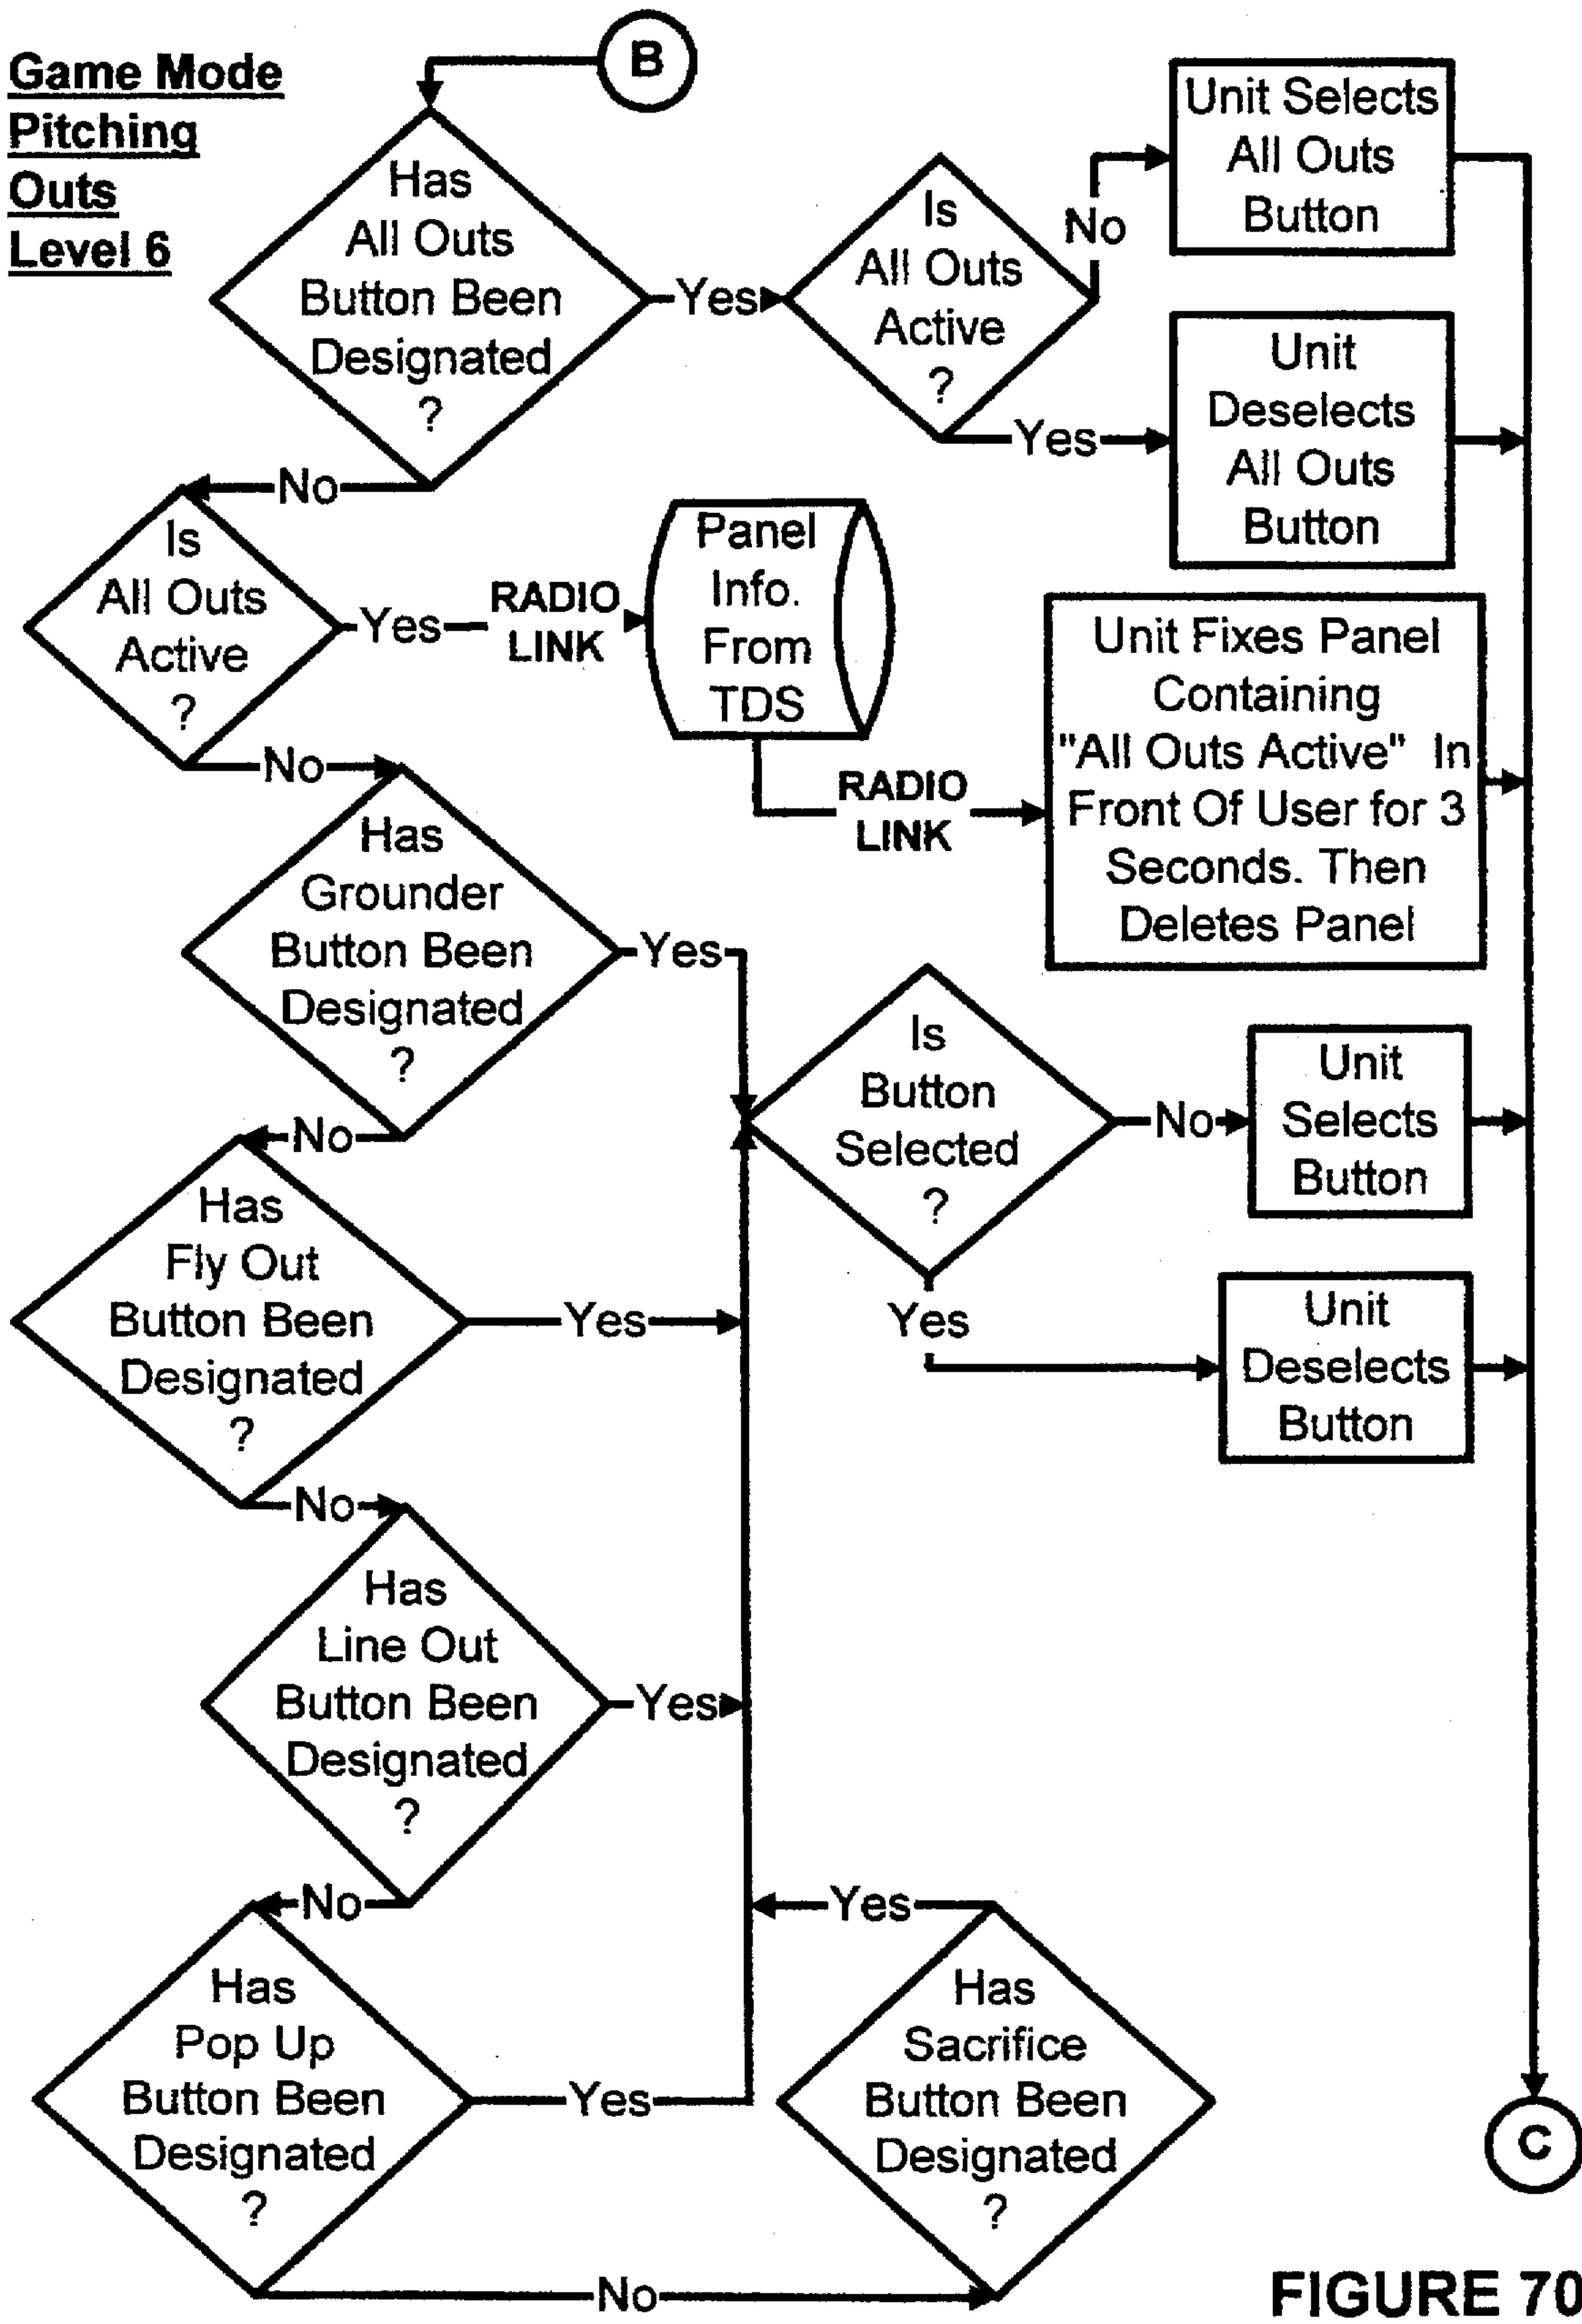 Game Mode
Pitching
Outs
Level 6
B
Has
All Outs
Button Been
Designated
?
Yes
Is
All Outs
Active
?
No
Unit Selects
All Outs
Button
Yes
Unit
Deselects
All Outs
Button
No
Is
All Outs
Active
?
Yes
RADIO
LINK
Panel
Info.
From
TDS
RADIO
LINK
Unit Fixes Panel
Containing
"All Outs Active" In
Front Of User for 3
Seconds. Then
Deletes Panel
No
Has
Grounder
Button Been
Designated
?
Yes
Is
Button
Selected
?
No
Unit
Selects
Button
Yes
Unit
Deselects
Button
No
Has
Fly Out
Button Been
Designated
?
Yes
No
Has
Line Out
Button Been
Designated
?
Yes
No
Has
Pop Up
Button Been
Designated
?
Yes
No
Has
Sacrifice
Button Been
Designated
?
Yes
C
FIGURE 70